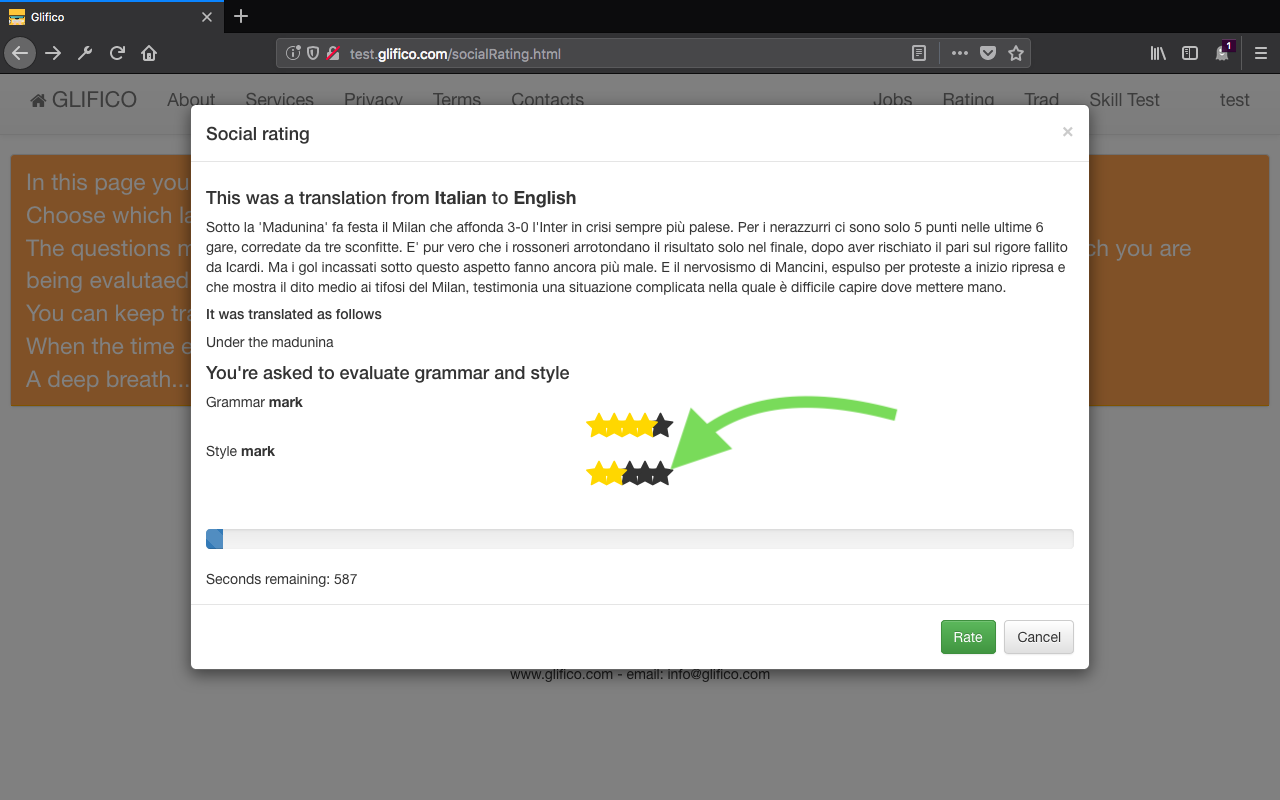 Glifico
test.glifico.com/socialRating.html
1
GLIFICO About Services Privacy Terms Contacts Jobs Rating Trad Skill Test test
Social rating ×
In this page you
Choose which la
The questions m ch you are
being evalutaed
You can keep tra
When the time e
A deep breath...
This was a translation from Italian to English
Sotto la 'Madunina' fa festa il Milan che affonda 3-0 l'Inter in crisi sempre più palese. Per i nerazzurri ci sono solo 5 punti nelle ultime 6
gare, corredate da tre sconfitte. E' pur vero che i rossoneri arrotondano il risultato solo nel finale, dopo aver rischiato il pari sul rigore fallito
da Icardi. Ma i gol incassati sotto questo aspetto fanno ancora più male. E il nervosismo di Mancini, espulso per proteste a inizio ripresa e
che mostra il dito medio ai tifosi del Milan, testimonia una situazione complicata nella quale è difficile capire dove mettere mano.
It was translated as follows
Under the madunina
You're asked to evaluate grammar and style
Grammar mark
Style mark
Seconds remaining: 587
Rate Cancel
www.glifico.com - email: info@glifico.com